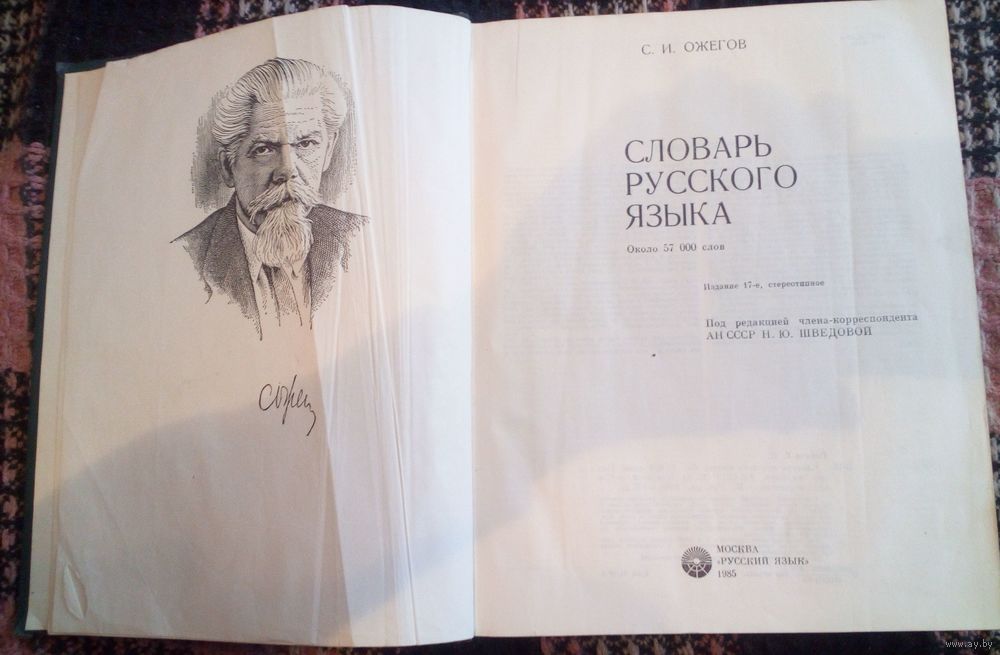 С. И. ОЖЕГОВ
СЛОВАРЬ
РУССКОГО
ЯЗЫКА
Около 57 000 слов
Издание 17-е, стереотипное
Под редакцией члена-корреспондента
АН СССР Н. Ю. ШВЕДОВОЙ
МОСКВА
«РУССКИЙ ЯЗЫК»
1985
www.ay.by